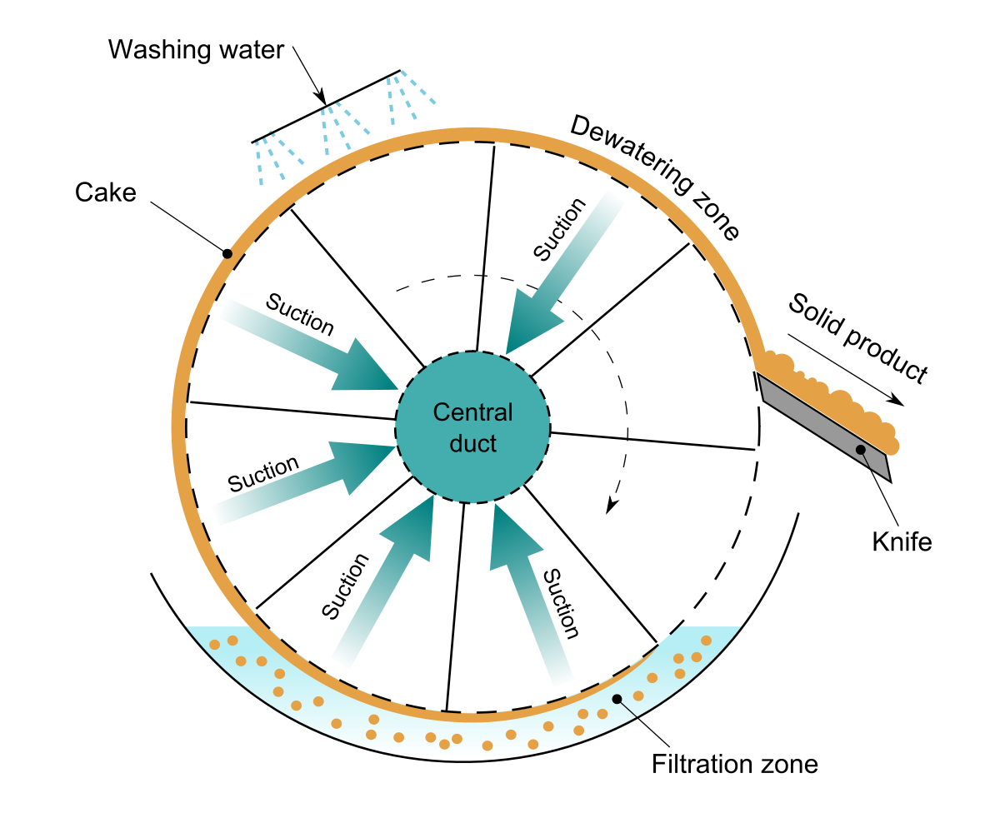 Washing water
Dewatering zone
Cake
Suction
Suction
Solid product
Central
duct
Suction
Knife
Suction
Suction
Filtration zone